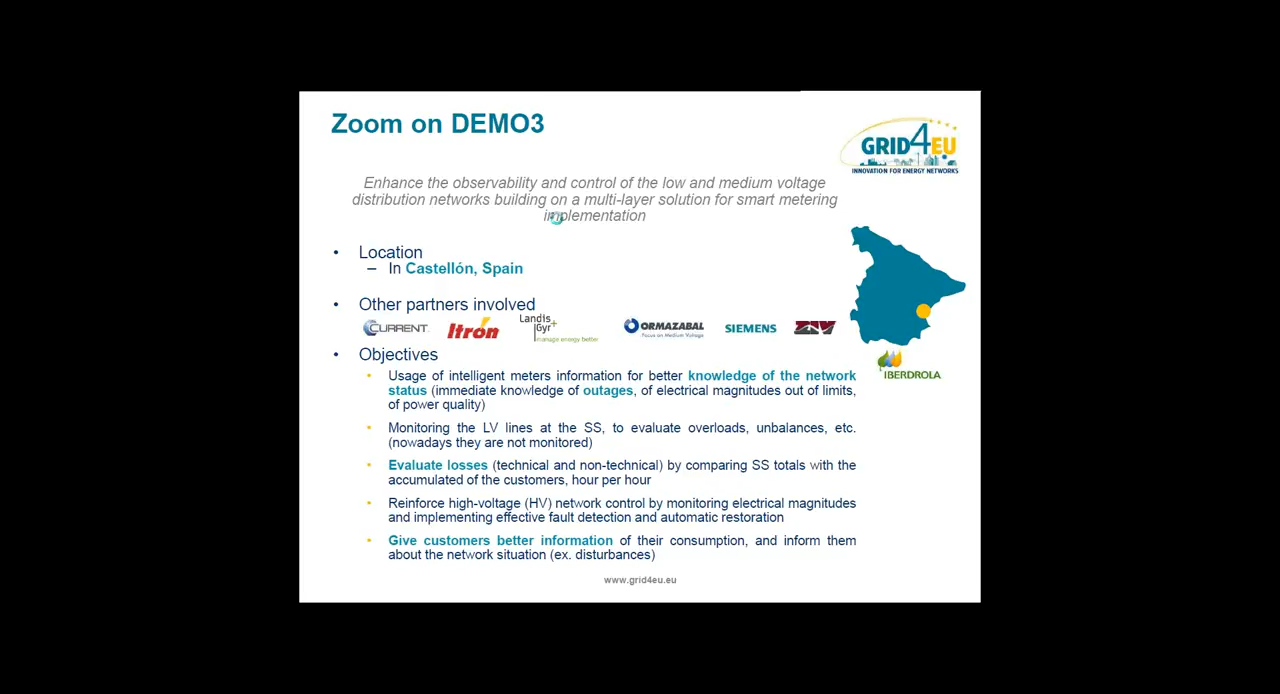 Zoom on DEMO3
GRID4EU
INNOVATION FOR ENERGY NETWORKS
Enhance the observability and control of the low and medium voltage
distribution networks building on a multi-layer solution for smart metering
implementation
• Location
– In Castellón, Spain
• Other partners involved
CURRENT
Itrón
Landis
Gyr+
manage energy better
ORMAZABAL
Focus on Medium Voltage
SIEMENS
ZIV
• Objectives
IBERDROLA
• Usage of intelligent meters information for better knowledge of the network
status (immediate knowledge of outages, of electrical magnitudes out of limits,
of power quality)
• Monitoring the LV lines at the SS, to evaluate overloads, unbalances, etc.
(nowadays they are not monitored)
• Evaluate losses (technical and non-technical) by comparing SS totals with the
accumulated of the customers, hour per hour
• Reinforce high-voltage (HV) network control by monitoring electrical magnitudes
and implementing effective fault detection and automatic restoration
• Give customers better information of their consumption, and inform them
about the network situation (ex. disturbances)
www.grid4eu.eu